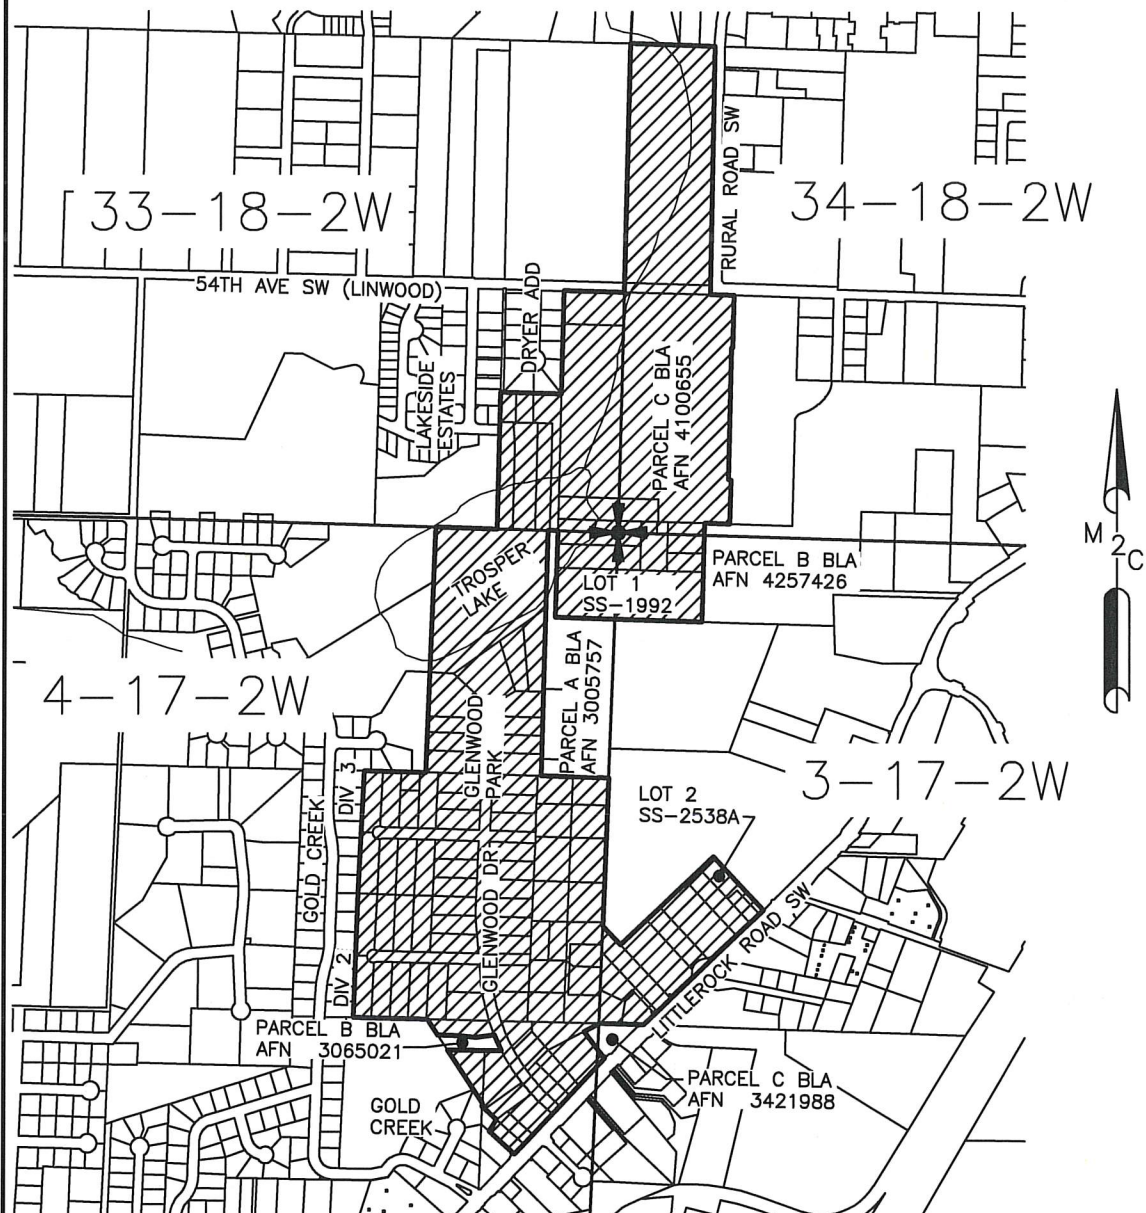 RURAL ROAD SW
33-18-2W
34-18-2W
54TH AVE SW (LINWOOD)
DRYER ADD
LAKESIDE
ESTATES
PARCEL C BLA
AFN 4100655
M2C
TROSPER
LAKE
LOT 1
SS-1992
PARCEL B BLA
AFN 4257426
4-17-2W
GLENWOOD
PARK
PARCEL A BLA
AFN 3005757
3-17-2W
LOT 2
SS-2538A
DIV 3
GOLD CREEK
DIV 2
GLENWOOD DR
LITTLEROCK ROAD SW
PARCEL B BLA
AFN 3065021
PARCEL C BLA
AFN 3421988
GOLD
CREEK